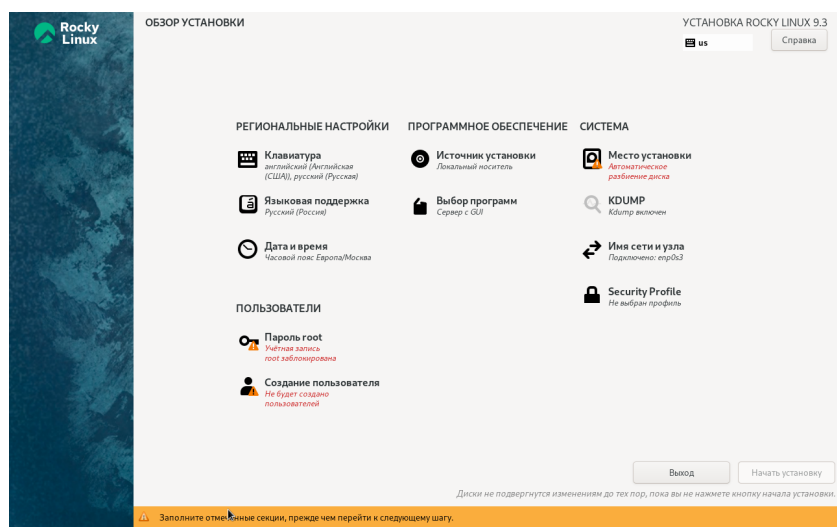 Rocky
Linux
ОБЗОР УСТАНОВКИ
УСТАНОВКА ROCKY LINUX 9.3
us
Справка
РЕГИОНАЛЬНЫЕ НАСТРОЙКИ
Клавиатура
английский (Английская
(США)), русский (Русская)
Языковая поддержка
Русский (Россия)
Дата и время
Часовой пояс Европа/Москва
ПРОГРАММНОЕ ОБЕСПЕЧЕНИЕ
Источник установки
Локальный носитель
Выбор программ
Сервер с GUI
СИСТЕМА
Место установки
Автоматическое
разбиение диска
KDUMP
Kdump включен
Имя сети и узла
Подключено: enp0s3
Security Profile
Не выбран профиль
ПОЛЬЗОВАТЕЛИ
Пароль root
Учётная запись
root заблокирована
Создание пользователя
Не будет создано
пользователей
Выход
Начать установку
Диски не подвергнутся изменениям до тех пор, пока вы не нажмете кнопку начала установки.
Заполните отмеченные секции, прежде чем перейти к следующему шагу.